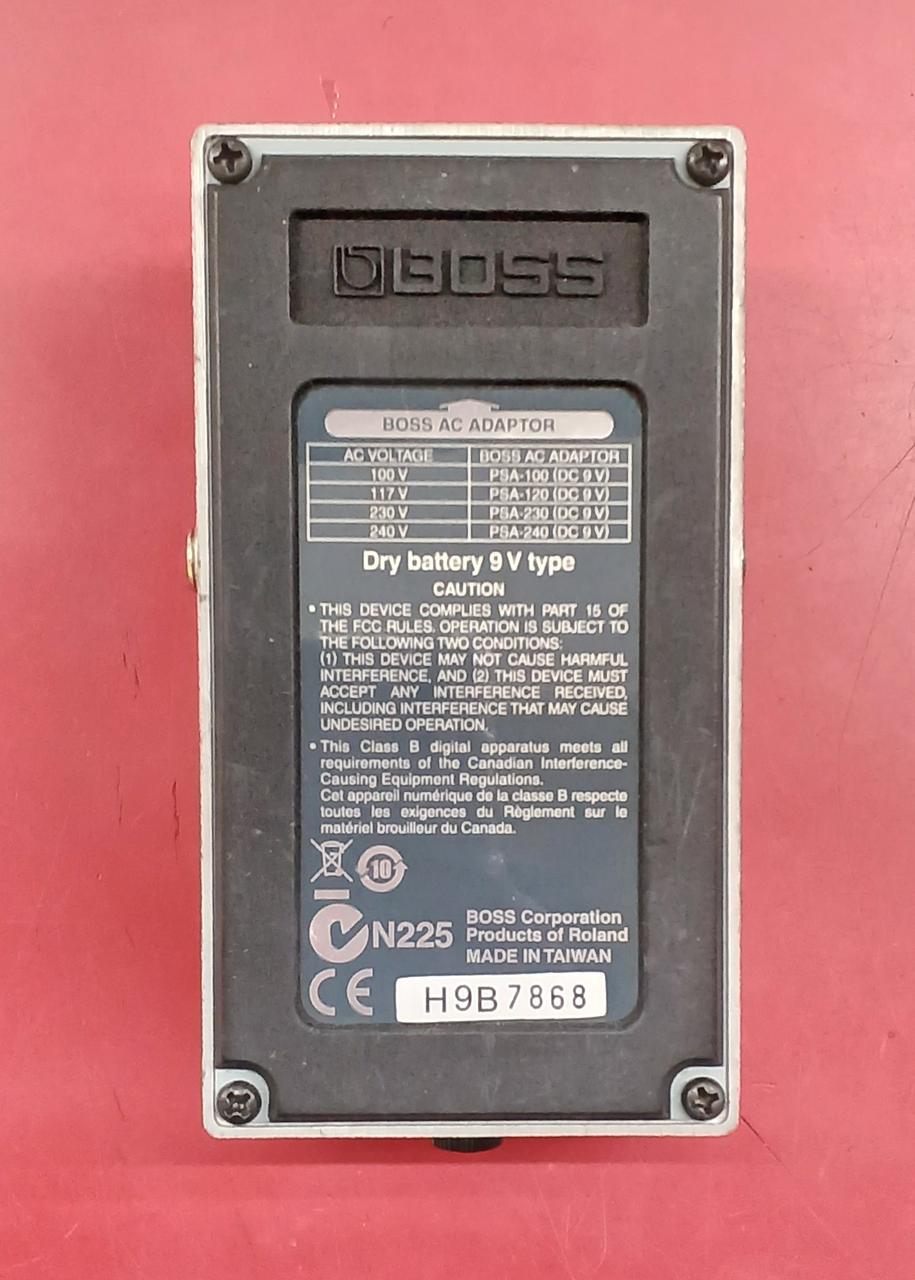 BOSS
BOSS AC ADAPTOR
AC VOLTAGE BOSS AC ADAPTOR
100 V PSA-100 (DC 9 V)
117 V PSA-120 (DC 9 V)
230 V PSA-230 (DC 9 V)
240 V PSA-240 (DC 9 V)
Dry battery 9 V type
CAUTION
• THIS DEVICE COMPLIES WITH PART 15 OF
THE FCC RULES. OPERATION IS SUBJECT TO
THE FOLLOWING TWO CONDITIONS:
(1) THIS DEVICE MAY NOT CAUSE HARMFUL
INTERFERENCE, AND (2) THIS DEVICE MUST
ACCEPT ANY INTERFERENCE RECEIVED,
INCLUDING INTERFERENCE THAT MAY CAUSE
UNDESIRED OPERATION.
• This Class B digital apparatus meets all
requirements of the Canadian Interference-
Causing Equipment Regulations.
Cet appareil numérique de la classe B respecte
toutes les exigences du Règlement sur le
matériel brouilleur du Canada.
10
N225
BOSS Corporation
Products of Roland
MADE IN TAIWAN
CE
H9B7868